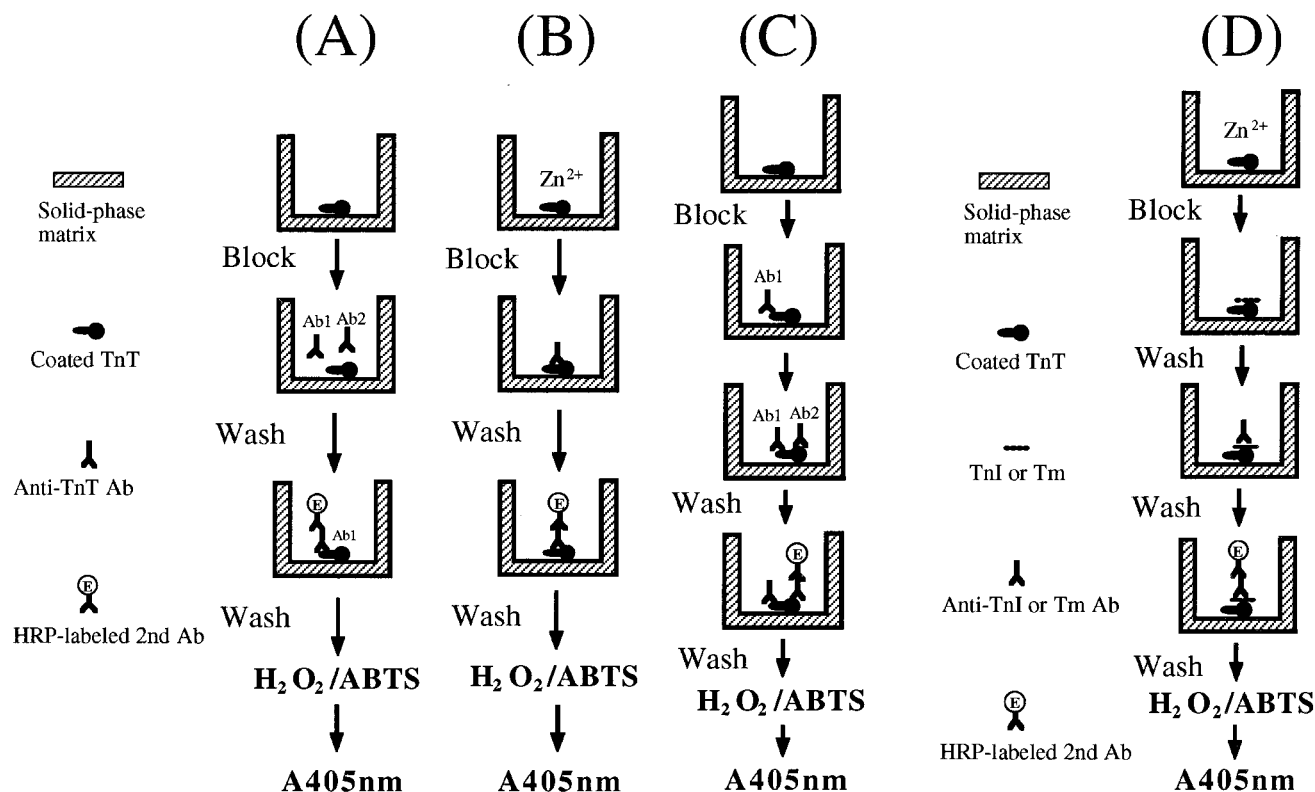 (A)
(B)
(C)
(D)
Solid-phase
matrix
Coated TnT
Anti-TnT Ab
E
HRP-labeled 2nd Ab
Block
Ab1
Ab2
Wash
E
Ab1
Wash
H₂O₂/ABTS
A405nm
Zn²⁺
Block
Wash
E
Wash
H₂O₂/ABTS
A405nm
Block
Ab1
Ab1
Ab2
Wash
E
Wash
H₂O₂/ABTS
A405nm
Solid-phase
matrix
Coated TnT
TnI or Tm
Anti-TnI or Tm Ab
E
HRP-labeled 2nd Ab
Zn²⁺
Block
Wash
Wash
E
Wash
H₂O₂/ABTS
A405nm